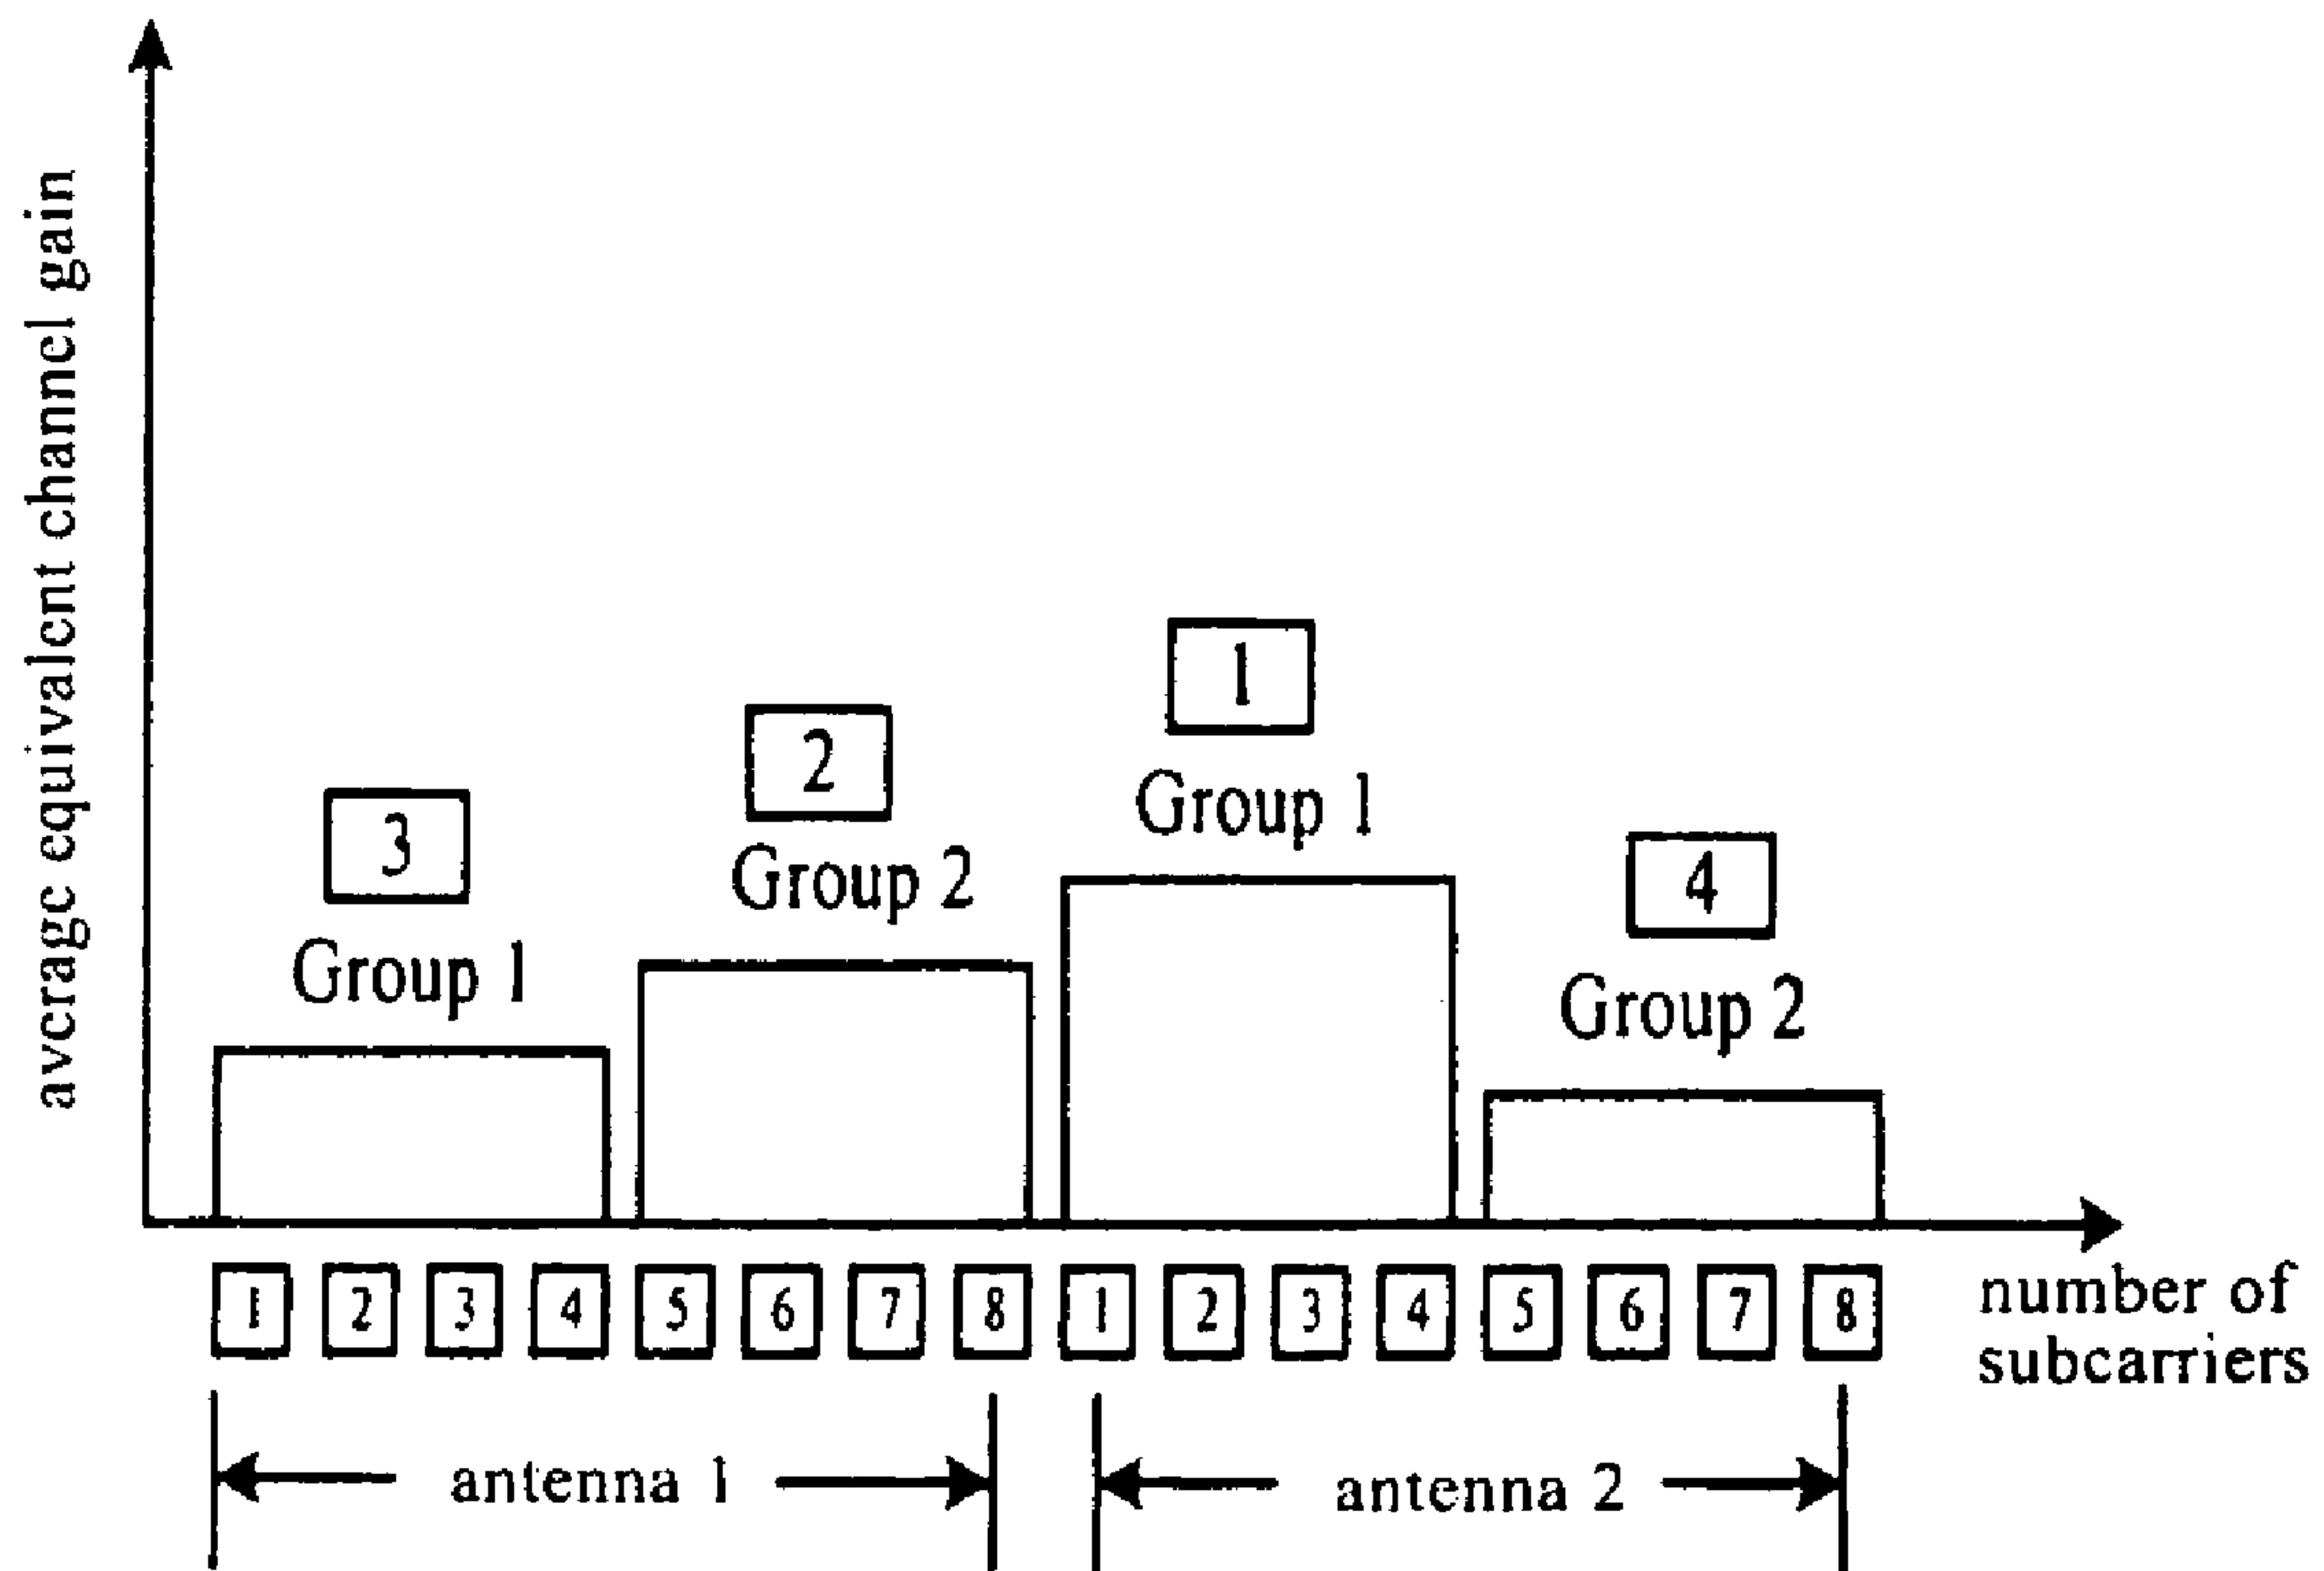 average equivalent channel gain
1
2
Group 1
3
4
Group 2
Group 1
Group 2
1 2 3 4 5 6 7 8 1 2 3 4 5 6 7 8
number of
subcarriers
antenna 1
antenna 2